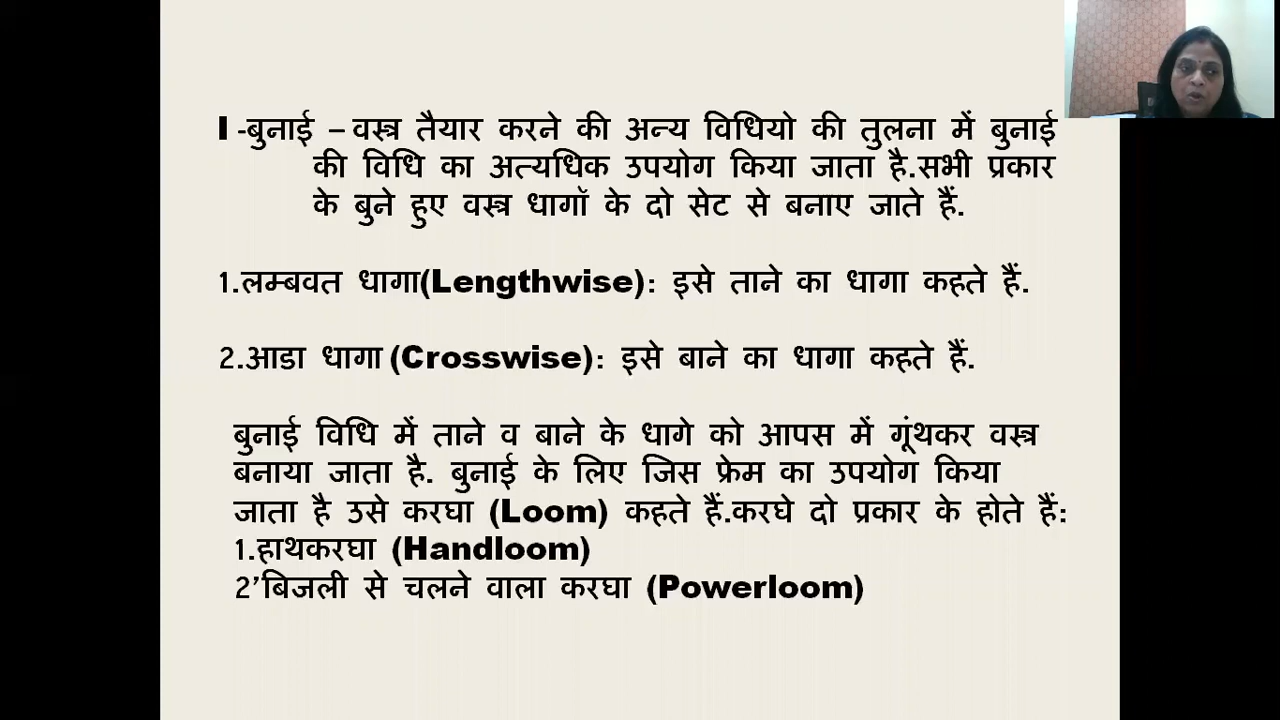 I -बुनाई – वस्त्र तैयार करने की अन्य विधियो की तुलना में बुनाई
की विधि का अत्यधिक उपयोग किया जाता है.सभी प्रकार
के बुने हुए वस्त्र धागॉ के दो सेट से बनाए जाते हैं.
1.लम्बवत धागा(Lengthwise): इसे ताने का धागा कहते हैं.
2.आडा धागा (Crosswise): इसे बाने का धागा कहते हैं.
बुनाई विधि में ताने व बाने के धागे को आपस में गूंथकर वस्त्र
बनाया जाता है. बुनाई के लिए जिस फ्रेम का उपयोग किया
जाता है उसे करघा (Loom) कहते हैं.करघे दो प्रकार के होते हैं:
1.हाथकरघा (Handloom)
2’बिजली से चलने वाला करघा (Powerloom)